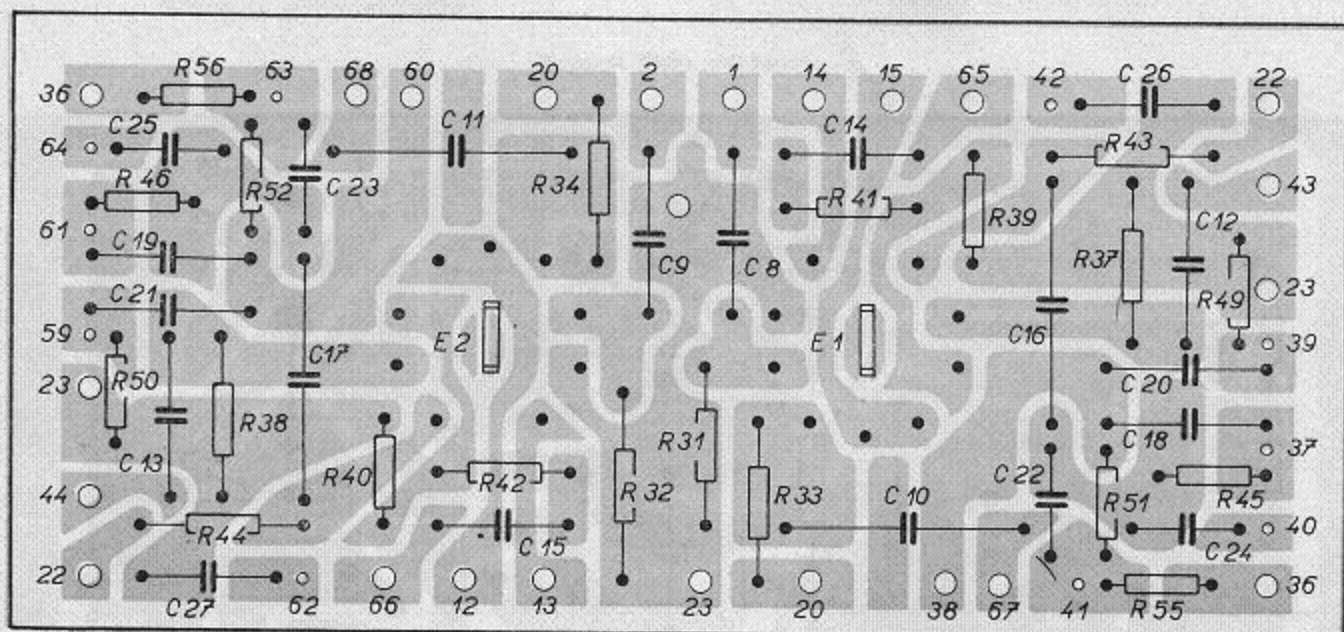 R56 63 68 60 20 2 1 14 15 65 42 C26 22
36
C25 C11 C14
64 R43
R46 R52 C23 R34 R41 R39 43
61 C19 C9 C8 R37 C12
C21 R49 23
59 E2 E1 C16 39
R50 C17 C20
23
R38 R31 C18
C13 R40 R42 R32 R33 C10 C22 R51 R45 37
44
R44 C15 C24 40
22 36
C27 62 66 12 13 23 20 38 67 41 R55